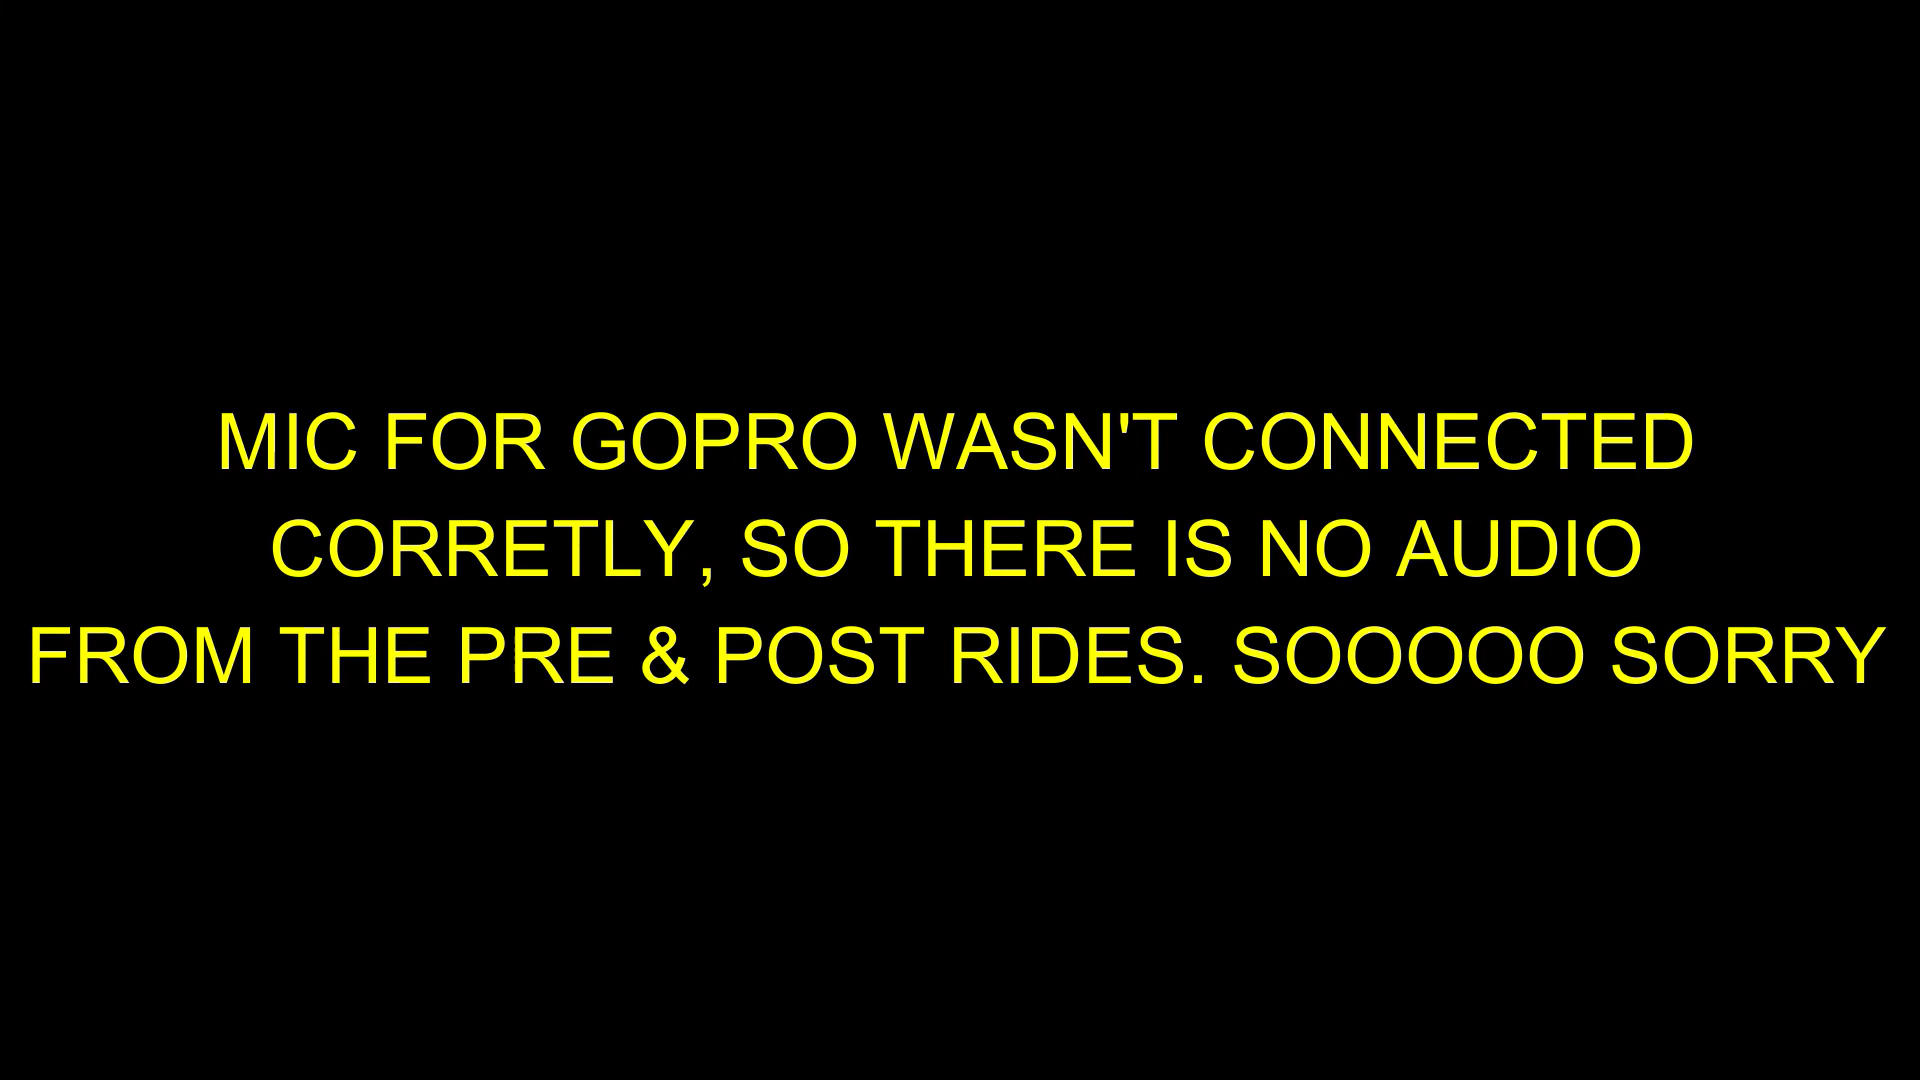 MIC FOR GOPRO WASN'T CONNECTED
CORRETLY, SO THERE IS NO AUDIO
FROM THE PRE & POST RIDES. SOOOOO SORRY